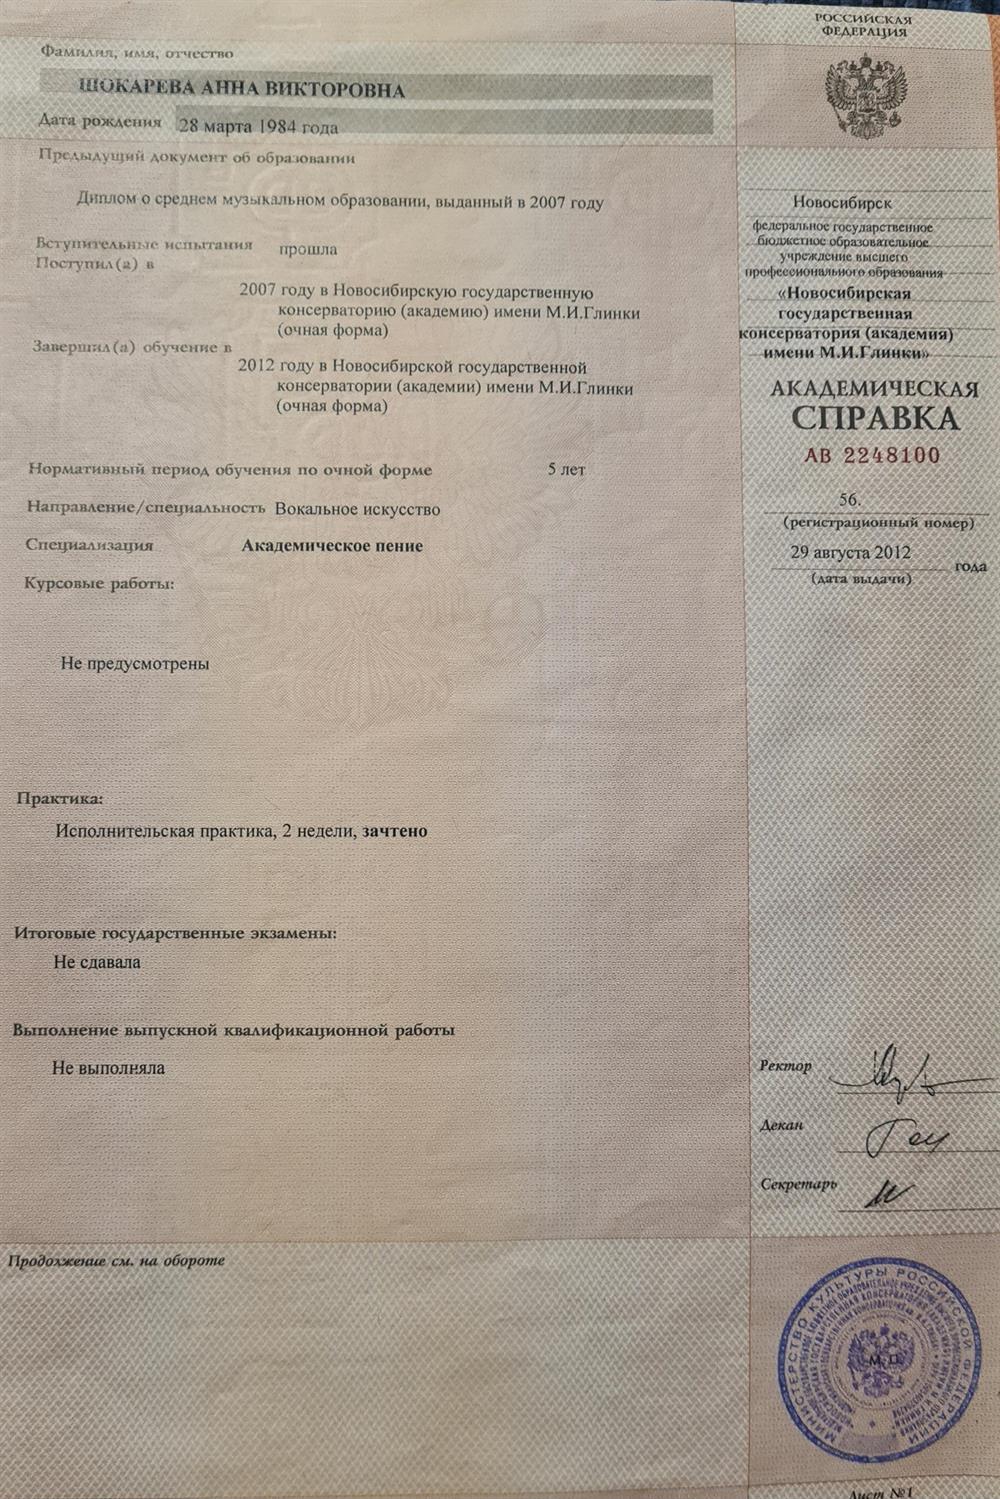 Фамилия, имя, отчество
ШОКАРЕВА АННА ВИКТОРОВНА
Дата рождения 28 марта 1984 года
Предыдущий документ об образовании
Диплом о среднем музыкальном образовании, выданный в 2007 году
Вступительные испытания прошла
Поступил(а) в
2007 году в Новосибирскую государственную
консерваторию (академию) имени М.И.Глинки
(очная форма)
Завершил(а) обучение в
2012 году в Новосибирской государственной
консерватории (академии) имени М.И.Глинки
(очная форма)
Нормативный период обучения по очной форме 5 лет
Направление/специальность Вокальное искусство
Специализация Академическое пение
Курсовые работы:
Не предусмотрены
Практика:
Исполнительская практика, 2 недели, зачтено
Итоговые государственные экзамены:
Не сдавала
Выполнение выпускной квалификационной работы
Не выполняла
Продолжение см. на обороте
РОССИЙСКАЯ
ФЕДЕРАЦИЯ
Новосибирск
федеральное государственное
бюджетное образовательное
учреждение высшего
профессионального образования
«Новосибирская
государственная
консерватория (академия)
имени М.И.Глинки»
АКАДЕМИЧЕСКАЯ
СПРАВКА
АВ 2248100
56.
(регистрационный номер)
29 августа 2012
года
(дата выдачи)
Ректор
Декан
Секретарь
МИНИСТЕРСТВО КУЛЬТУРЫ РОССИЙСКОЙ ФЕДЕРАЦИИ
М.П.
Лист №1